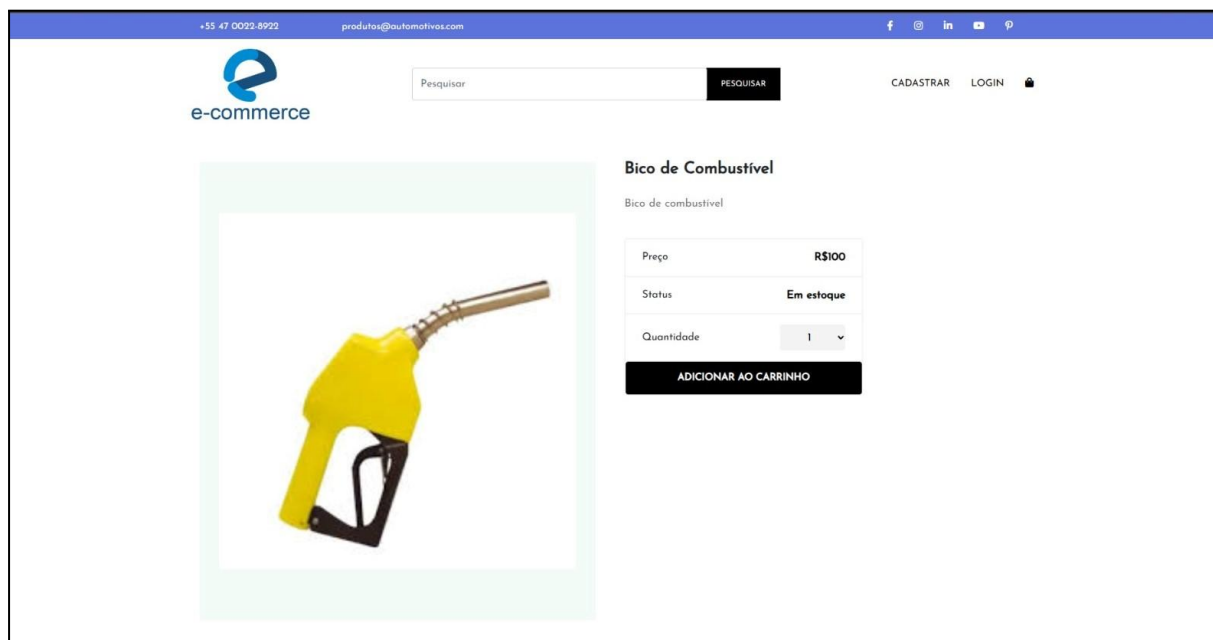 +55 47 0022-8922 produtos@automotivos.com
e-commerce
Pesquisar PESQUISAR
CADASTRAR LOGIN
Bico de Combustível
Bico de combustível
Preço R$100
Status Em estoque
Quantidade 1
ADICIONAR AO CARRINHO